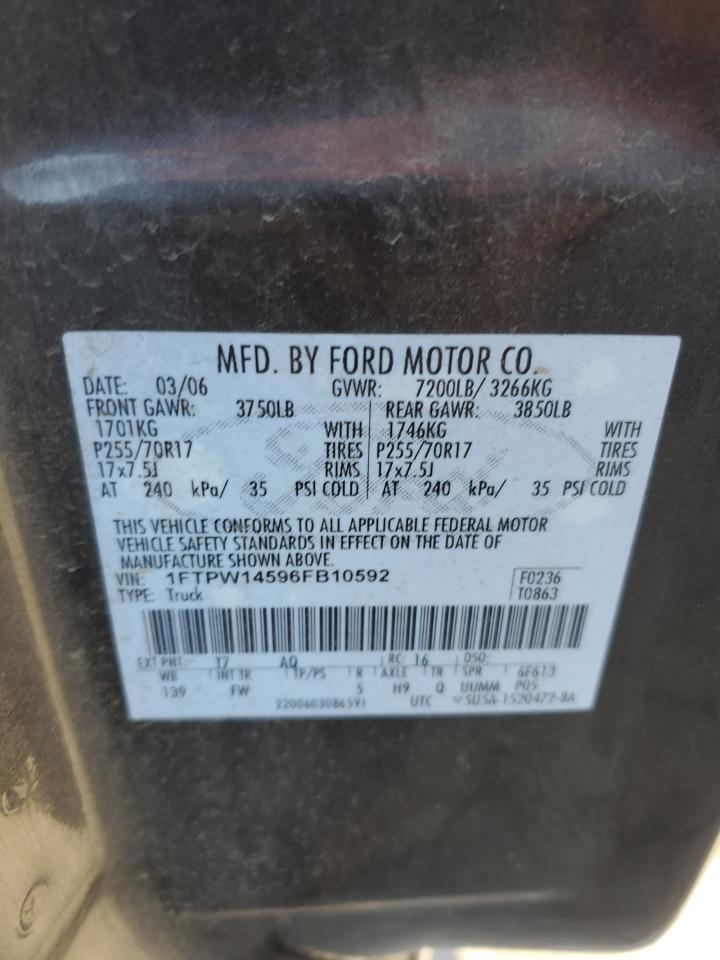 MFD. BY FORD MOTOR CO.
DATE: 03/06 GVWR: 7200LB/ 3266KG
FRONT GAWR: 3750LB REAR GAWR: 3850LB
1701KG WITH 1746KG WITH
P255/70R17 TIRES P255/70R17 TIRES
17x7.5J RIMS 17x7.5J RIMS
AT 240 kPa/ 35 PSI COLD AT 240 kPa/ 35 PSI COLD
THIS VEHICLE CONFORMS TO ALL APPLICABLE FEDERAL MOTOR
VEHICLE SAFETY STANDARDS IN EFFECT ON THE DATE OF
MANUFACTURE SHOWN ABOVE.
VIN: 1FTPW14596FB10592 F0236
TYPE: Truck T0863
EXT PNT: T7 AQ RC: 16 DSO:
WB INT TR TP/PS R AXLE TR SPR 6F613
139 FW 5 H9 Q UUMM POS
2200603086591 UTC 5U5A-1520472-BA